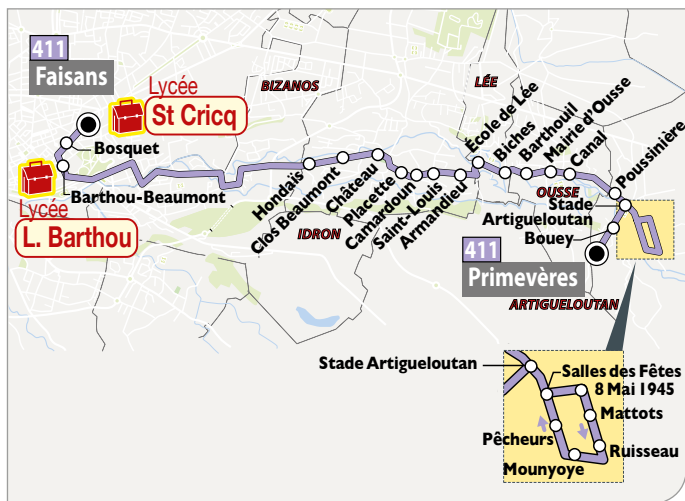 411
Faisans
Lycée
St Cricq
Bosquet
Lycée
L. Barthou
Barthou-Beaumont
BIZANOS
LÉE
IDRON
OUSSE
ARTIGUELOUTAN
Hondaïs
Clos Beaumont
Château
Placette
Camardoun
Saint-Louis
Armandieu
École de Lée
Biches
Barthouil
Mairie d'Ousse
Canal
Poussinière
Stade
Artigueloutan
Bouey
411
Primevères
Stade Artigueloutan
Salles des Fêtes
8 Mai 1945
Mattots
Pêcheurs
Ruisseau
Mounyoye